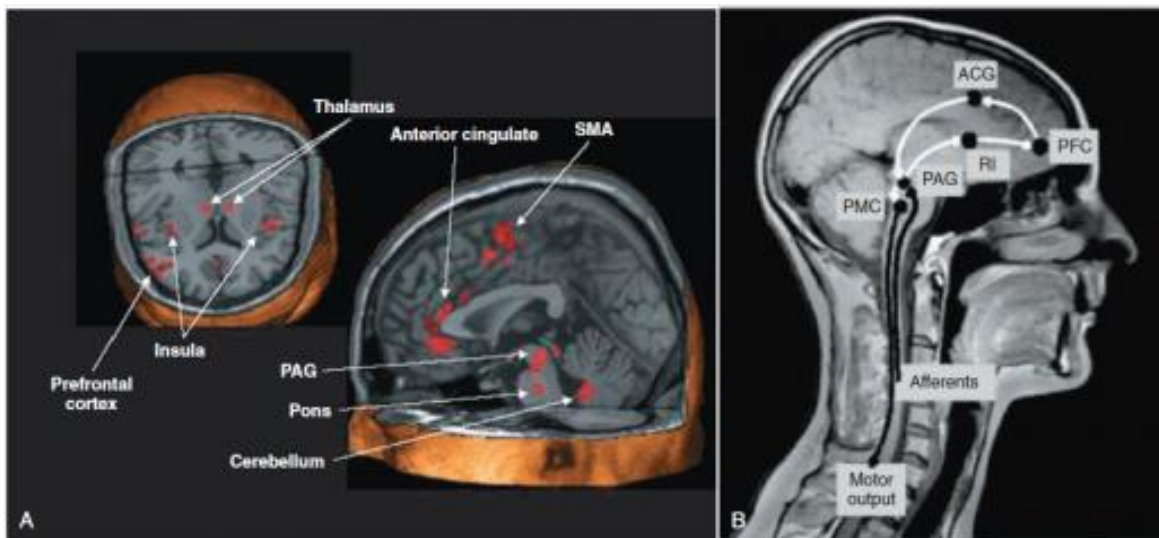 Thalamus
Anterior cingulate
SMA
Insula
Prefrontal
cortex
PAG
Pons
Cerebellum
A
ACG
PFC
RI
PAG
PMC
Afferents
Motor
output
B